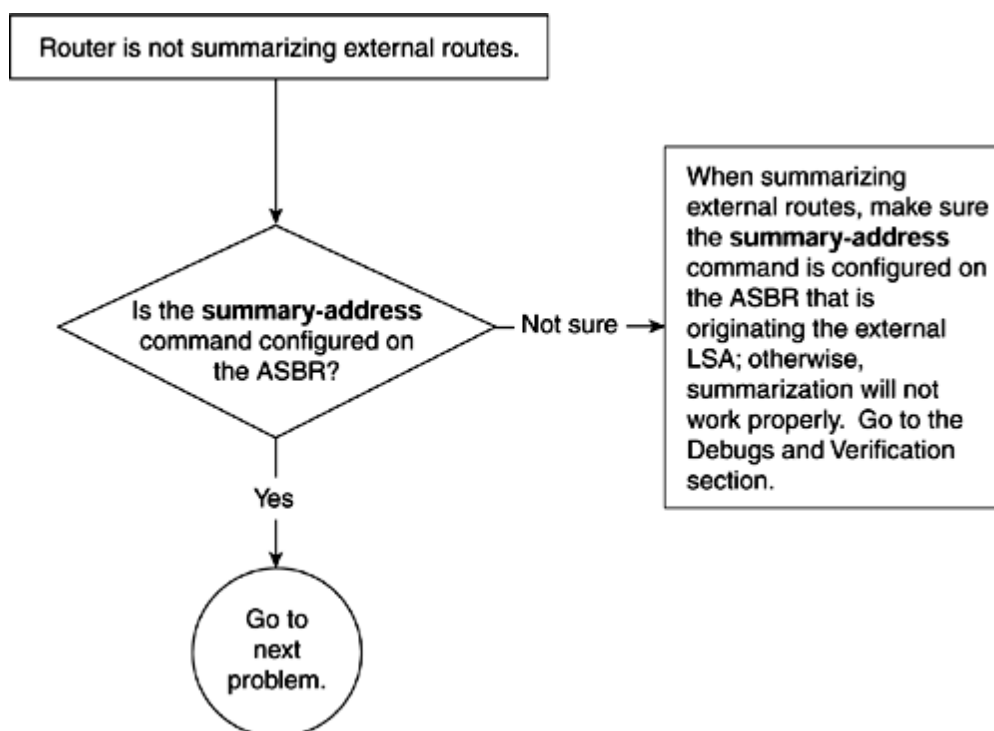 Router is not summarizing external routes.
Is the summary-address
command configured on
the ASBR?
Not sure
When summarizing
external routes, make sure
the summary-address
command is configured on
the ASBR that is
originating the external
LSA; otherwise,
summarization will not
work properly. Go to the
Debugs and Verification
section.
Yes
Go to
next
problem.